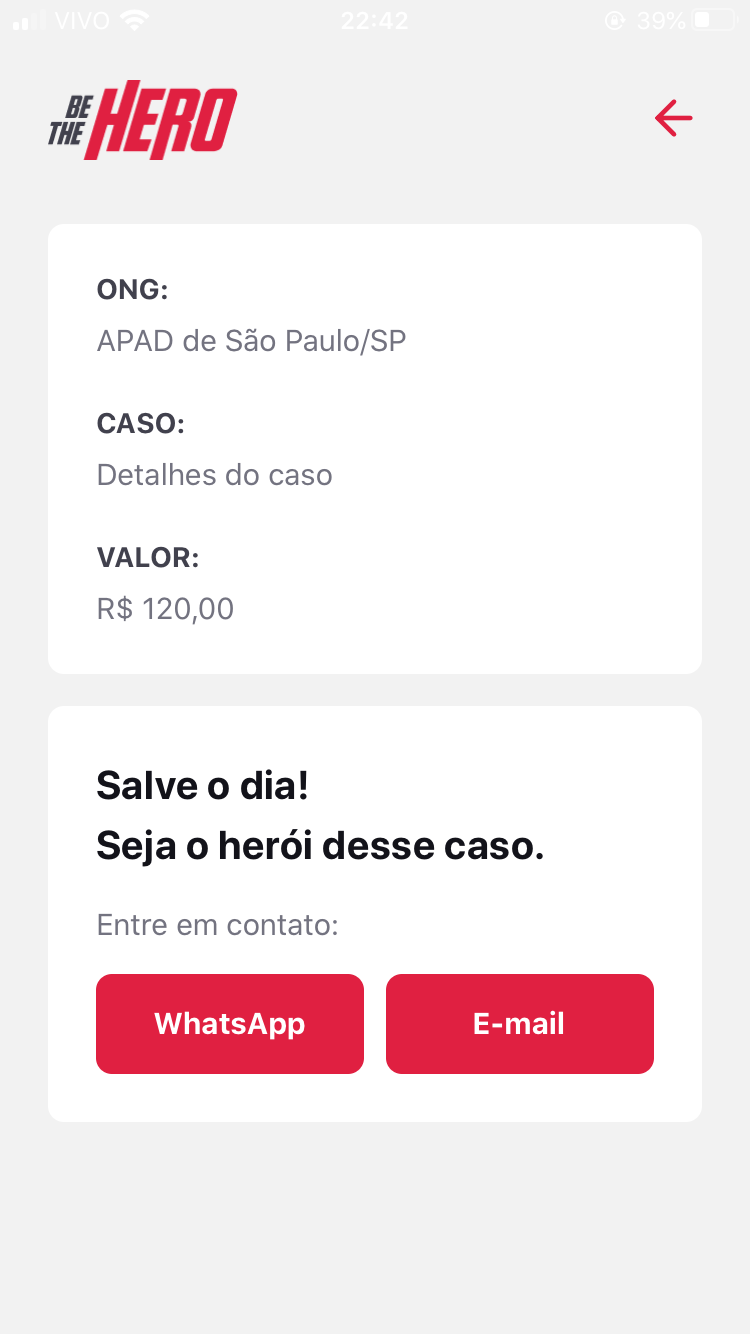 VIVO 22:42 39%
BE
THE HERO
ONG:
APAD de São Paulo/SP
CASO:
Detalhes do caso
VALOR:
R$ 120,00
Salve o dia!
Seja o herói desse caso.
Entre em contato:
WhatsApp E-mail